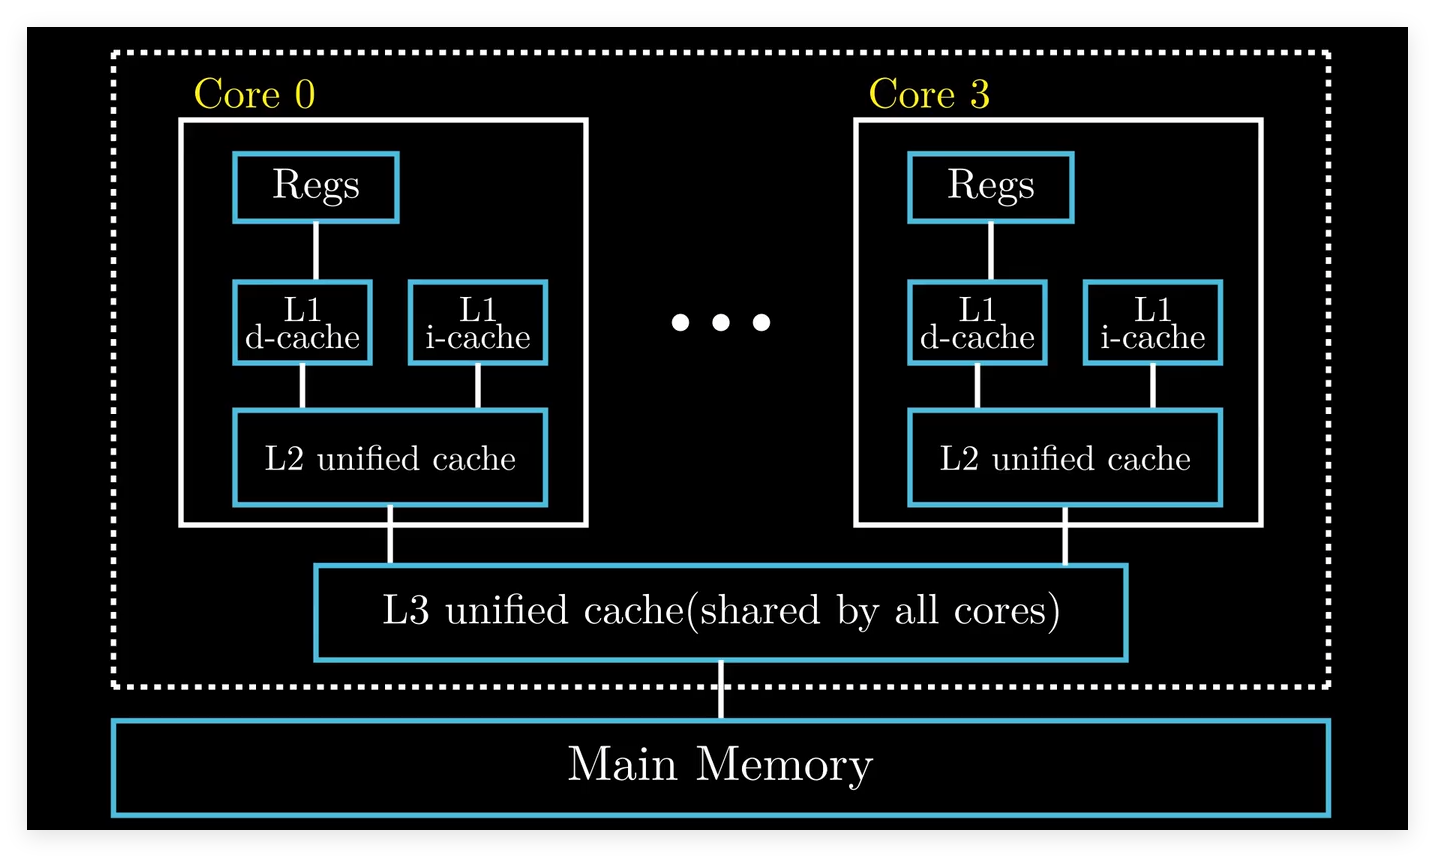 Core 0
Regs
L1
d-cache
L1
i-cache
L2 unified cache
Core 3
Regs
L1
d-cache
L1
i-cache
L2 unified cache
L3 unified cache(shared by all cores)
Main Memory